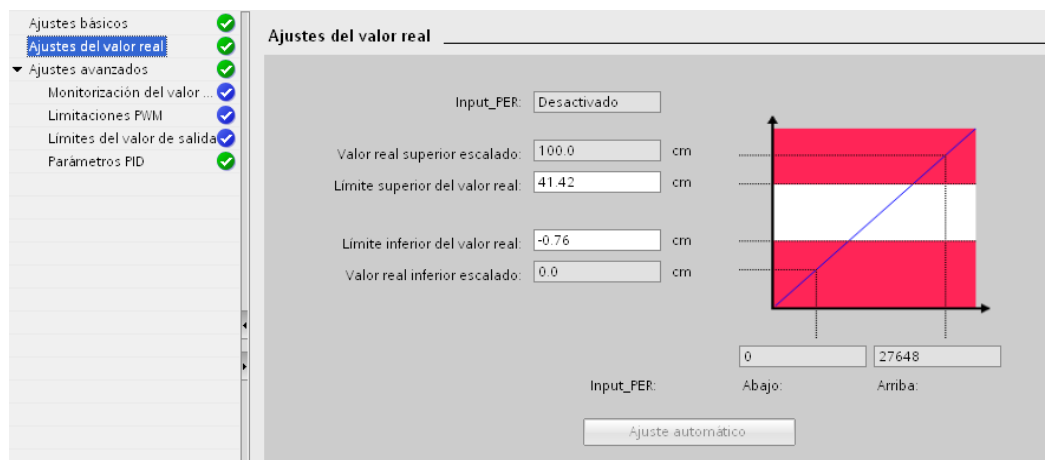 Ajustes básicos
Ajustes del valor real
Ajustes avanzados
Monitorización del valor ...
Limitaciones PWM
Límites del valor de salida
Parámetros PID
Ajustes del valor real
Input_PER: Desactivado
Valor real superior escalado: 100.0 cm
Límite superior del valor real: 41.42 cm
Límite inferior del valor real: -0.76 cm
Valor real inferior escalado: 0.0 cm
0 27648
Input_PER: Abajo: Arriba:
Ajuste automático